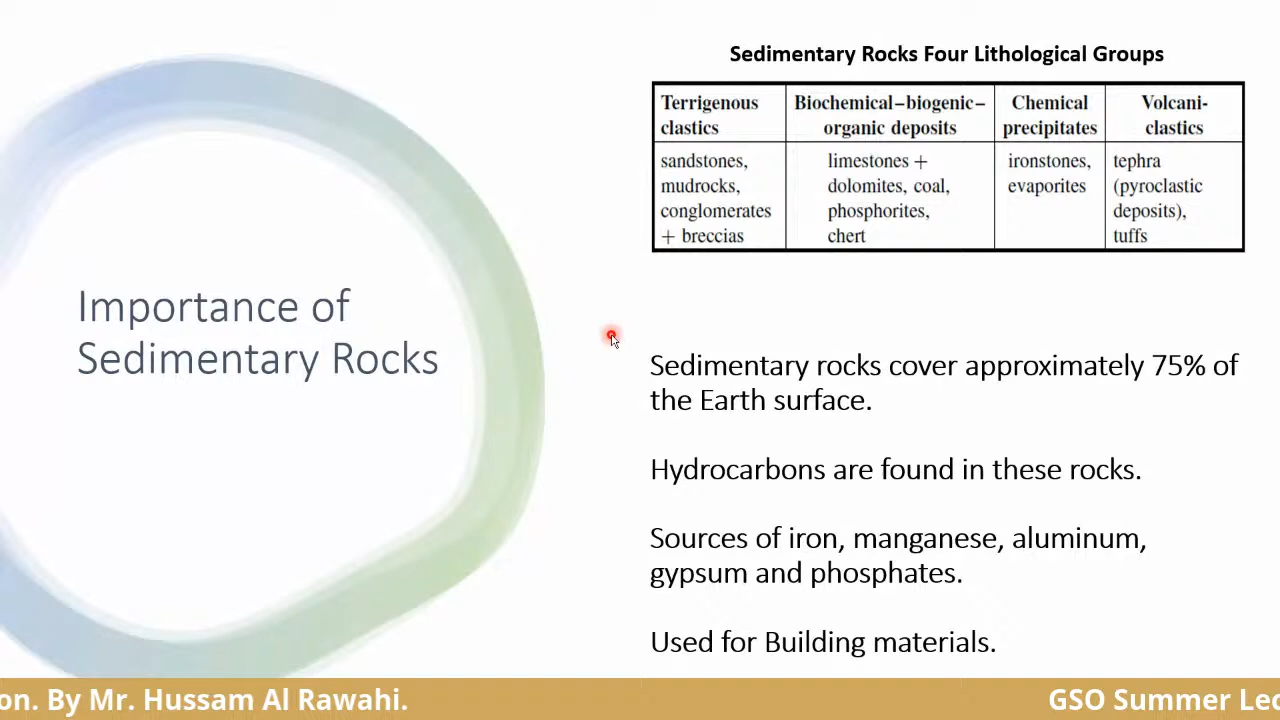 Importance of
Sedimentary Rocks
Sedimentary Rocks Four Lithological Groups
Terrigenous clastics
Biochemical–biogenic–organic deposits
Chemical precipitates
Volcani-clastics
sandstones,
mudrocks,
conglomerates
+ breccias
limestones +
dolomites, coal,
phosphorites,
chert
ironstones,
evaporites
tephra
(pyroclastic
deposits),
tuffs
Sedimentary rocks cover approximately 75% of
the Earth surface.
Hydrocarbons are found in these rocks.
Sources of iron, manganese, aluminum,
gypsum and phosphates.
Used for Building materials.
on. By Mr. Hussam Al Rawahi.
GSO Summer Lec